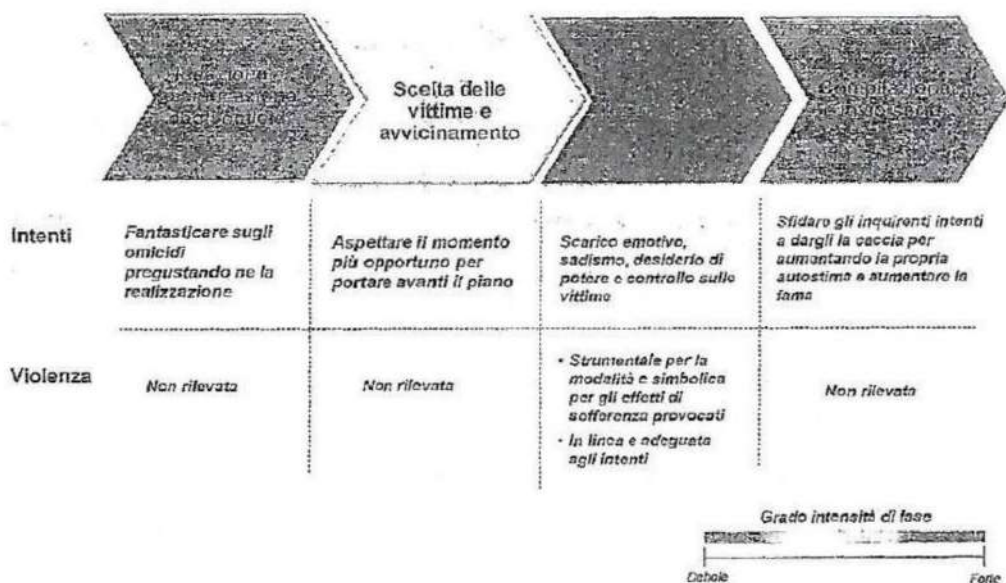 Scelta delle
vittime e
avvicinamento
Compilazione
Intenti
Fantasticare sugli
omicidi
pregustando ne la
realizzazione
Aspettare il momento
più opportuno per
portare avanti il piano
Scarico emotivo,
sadismo, desiderio di
potere e controllo sulle
vittime
Sfidare gli inquirenti intenti
a dargli la caccia per
aumentando la propria
autostima e aumentare la
fama
Violenza
Non rilevata
Non rilevata
• Strumentale per la
modalità e simbolica
per gli effetti di
sofferenza provocati
• In linea e adeguata
agli intenti
Non rilevata
Grado intensità di fase
Debole
Forte